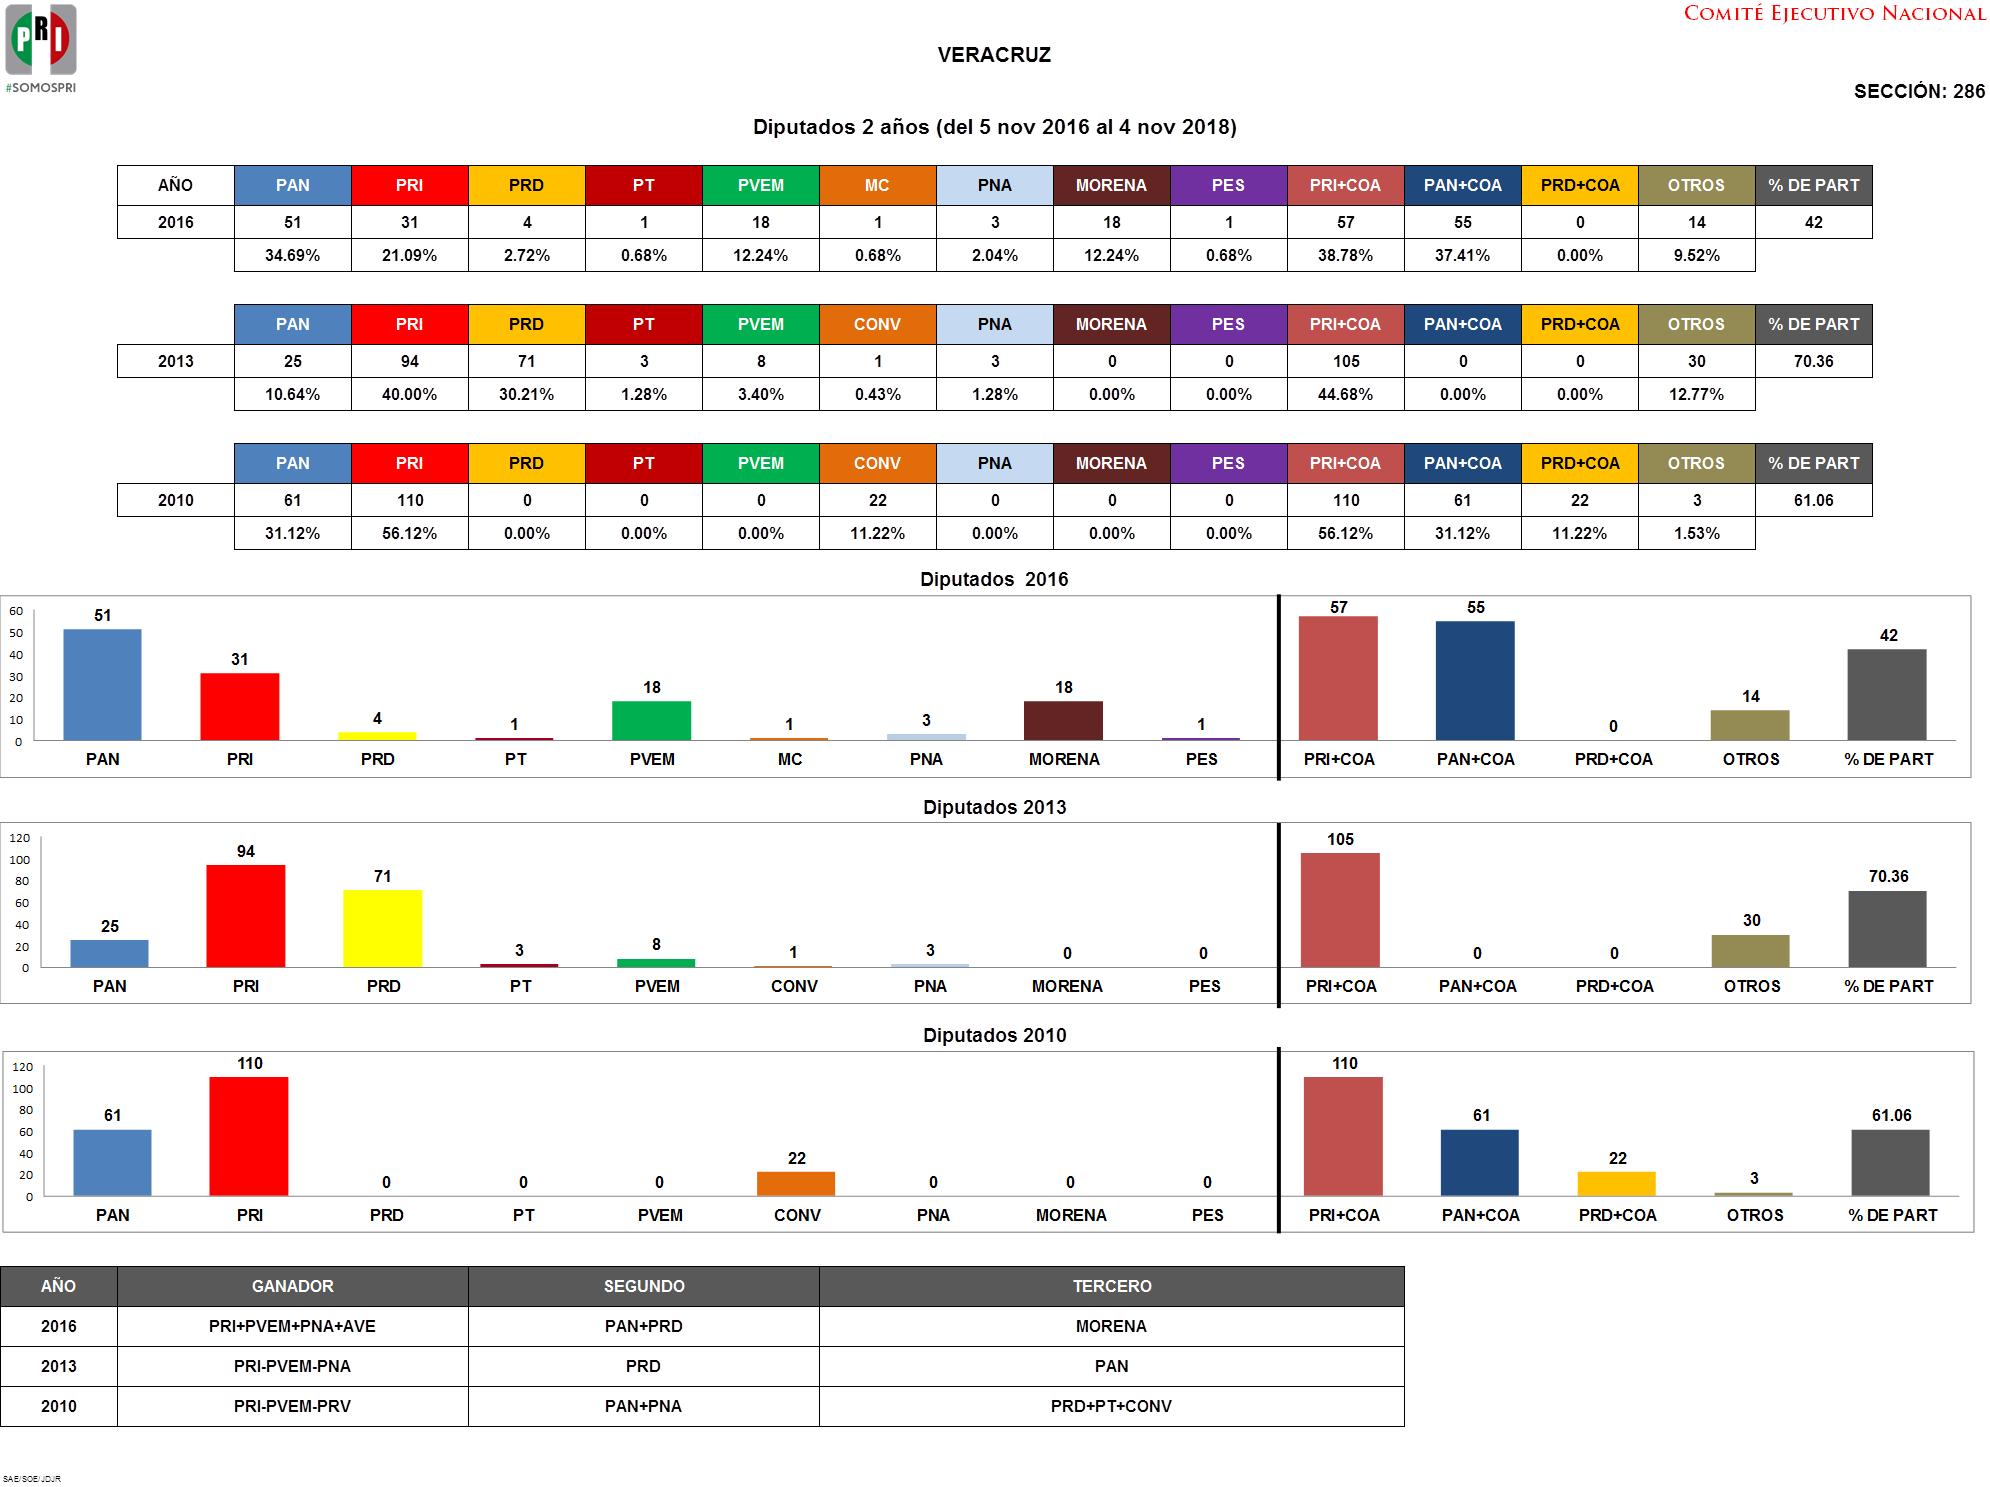 COMITÉ EJECUTIVO NACIONAL
PRI
#SOMOSPRI
VERACRUZ
SECCIÓN: 286
Diputados 2 años (del 5 nov 2016 al 4 nov 2018)
AÑO PAN PRI PRD PT PVEM MC PNA MORENA PES PRI+COA PAN+COA PRD+COA OTROS % DE PART
2016 51 31 4 1 18 1 3 18 1 57 55 0 14 42
34.69% 21.09% 2.72% 0.68% 12.24% 0.68% 2.04% 12.24% 0.68% 38.78% 37.41% 0.00% 9.52%
PAN PRI PRD PT PVEM CONV PNA MORENA PES PRI+COA PAN+COA PRD+COA OTROS % DE PART
2013 25 94 71 3 8 1 3 0 0 105 0 0 30 70.36
10.64% 40.00% 30.21% 1.28% 3.40% 0.43% 1.28% 0.00% 0.00% 44.68% 0.00% 0.00% 12.77%
PAN PRI PRD PT PVEM CONV PNA MORENA PES PRI+COA PAN+COA PRD+COA OTROS % DE PART
2010 61 110 0 0 0 22 0 0 0 110 61 22 3 61.06
31.12% 56.12% 0.00% 0.00% 0.00% 11.22% 0.00% 0.00% 0.00% 56.12% 31.12% 11.22% 1.53%
Diputados 2016
60
50
40
30
20
10
0
51 31 4 1 18 1 3 18 1 57 55 0 14 42
PAN PRI PRD PT PVEM MC PNA MORENA PES PRI+COA PAN+COA PRD+COA OTROS % DE PART
Diputados 2013
120
100
80
60
40
20
0
25 94 71 3 8 1 3 0 0 105 0 0 30 70.36
PAN PRI PRD PT PVEM CONV PNA MORENA PES PRI+COA PAN+COA PRD+COA OTROS % DE PART
Diputados 2010
120
100
80
60
40
20
0
61 110 0 0 0 22 0 0 0 110 61 22 3 61.06
PAN PRI PRD PT PVEM CONV PNA MORENA PES PRI+COA PAN+COA PRD+COA OTROS % DE PART
AÑO GANADOR SEGUNDO TERCERO
2016 PRI+PVEM+PNA+AVE PAN+PRD MORENA
2013 PRI-PVEM-PNA PRD PAN
2010 PRI-PVEM-PRV PAN+PNA PRD+PT+CONV
SAE/SOE/JDJR